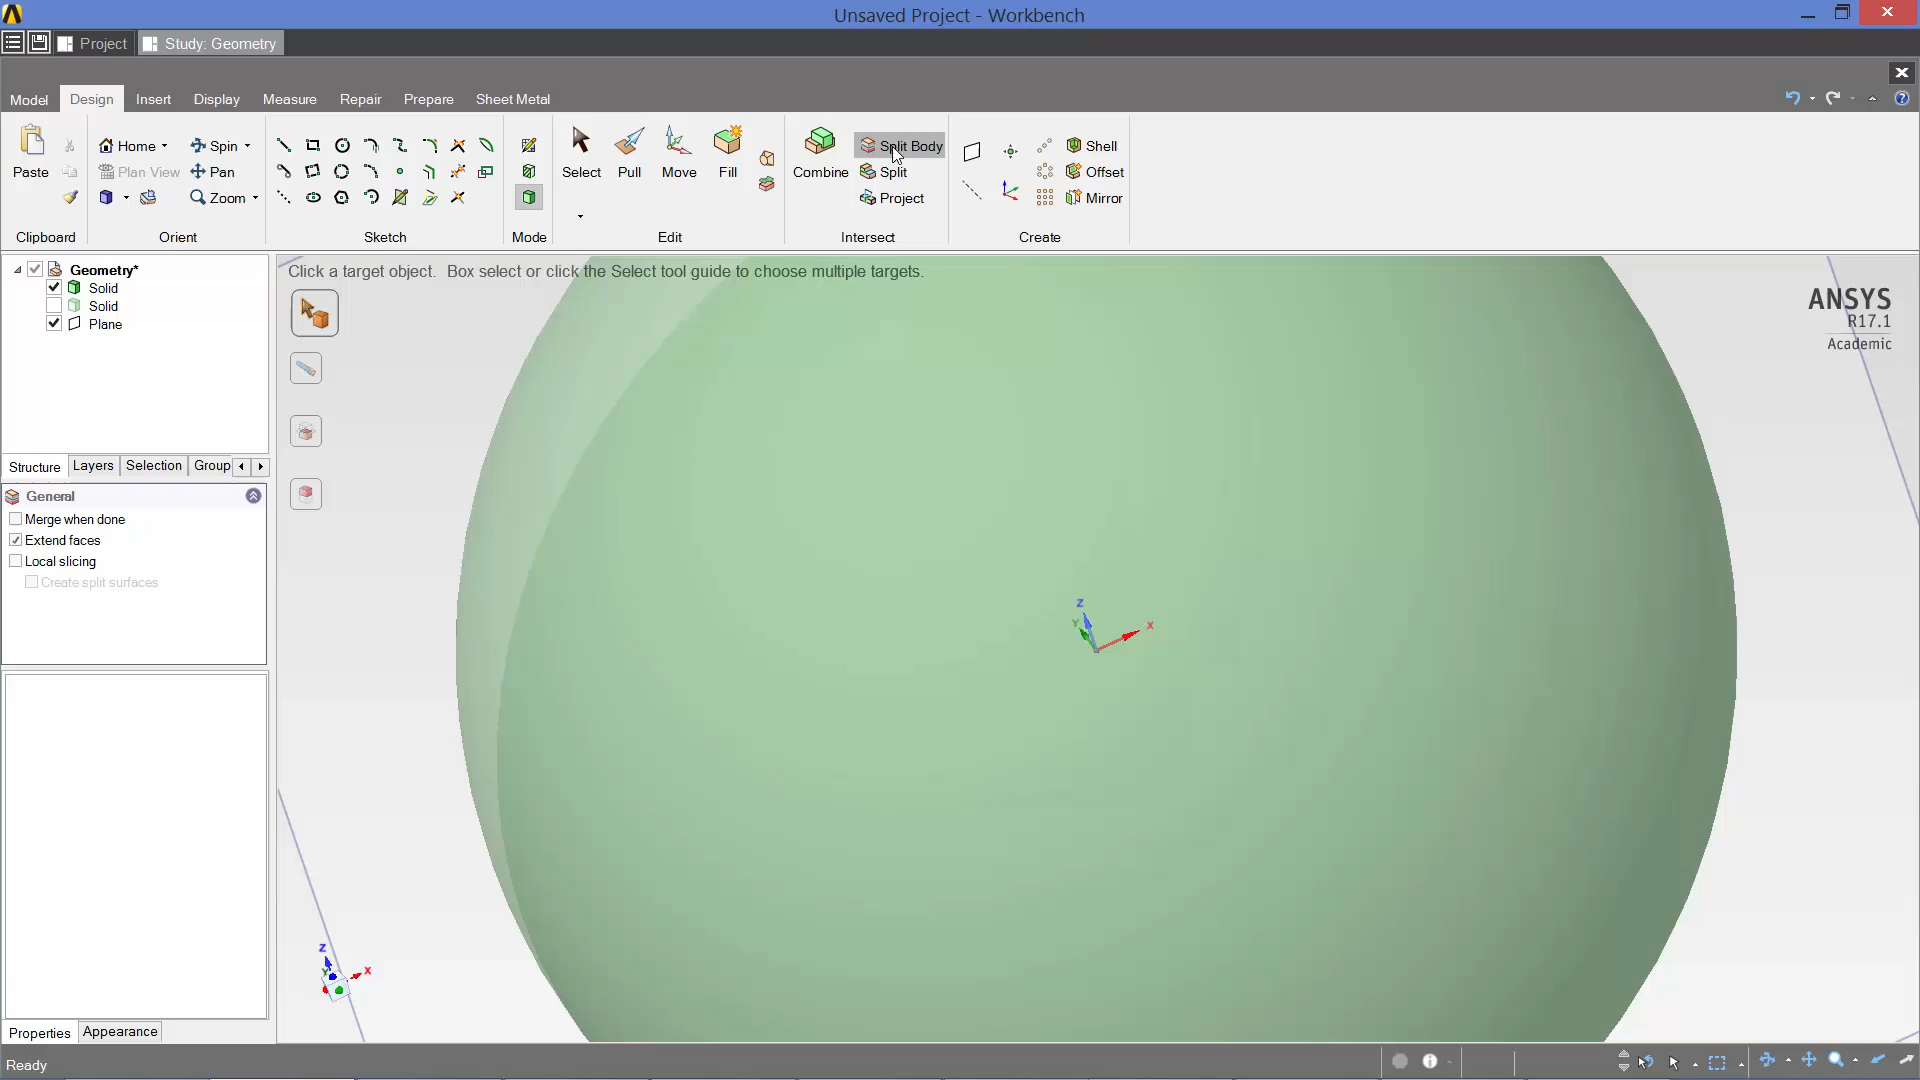 Unsaved Project - Workbench
Project
Study: Geometry
Model
Design
Insert
Display
Measure
Repair
Prepare
Sheet Metal
Paste
Clipboard
Home
Spin
Plan View
Pan
Zoom
Orient
Sketch
Mode
Select
Pull
Move
Fill
Edit
Combine
Split Body
Split
Project
Intersect
Shell
Offset
Mirror
Create
Geometry*
Solid
Solid
Plane
Structure
Layers
Selection
Group
General
Merge when done
Extend faces
Local slicing
Create split surfaces
Properties
Appearance
Click a target object. Box select or click the Select tool guide to choose multiple targets.
ANSYS
R17.1
Academic
Z
Y
X
Z
Y
X
Ready